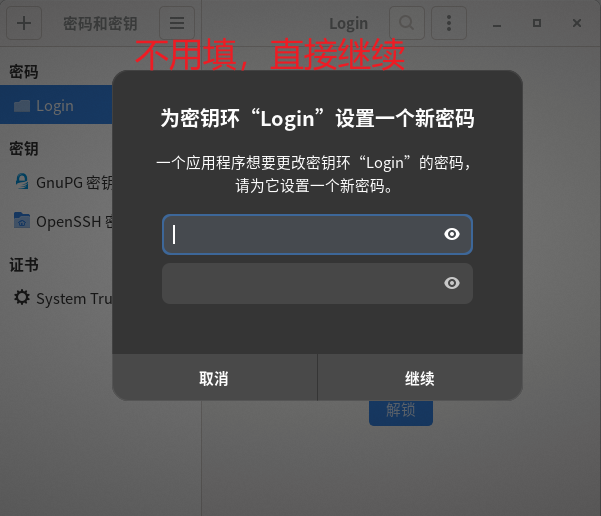 密码和密钥
Login
不用填，直接继续
密码
Login
密钥
GnuPG 密钥
OpenSSH 密
证书
System Tru
为密钥环“Login”设置一个新密码
一个应用程序想要更改密钥环“Login”的密码，
请为它设置一个新密码。
取消
继续
解锁